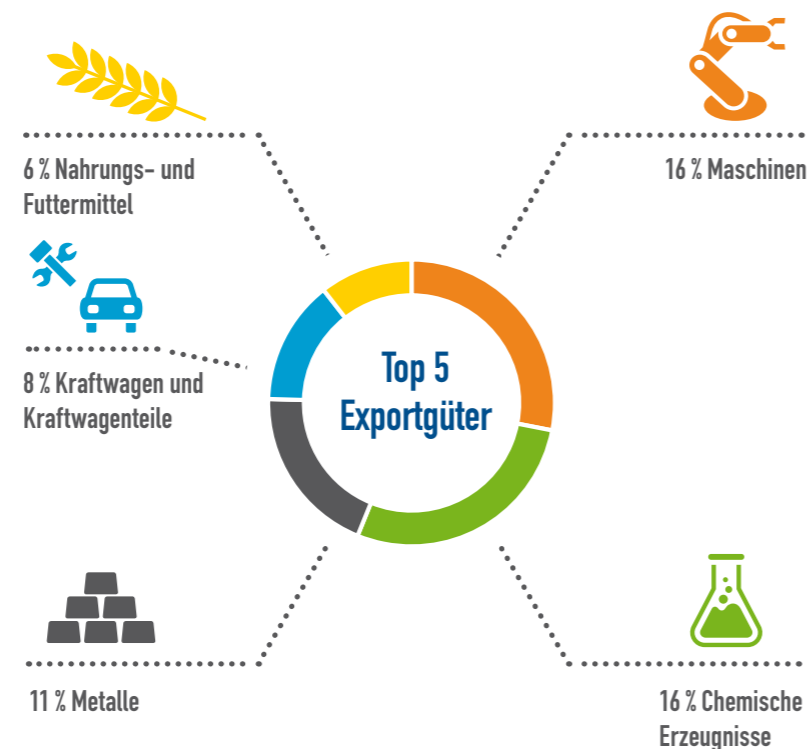 6 % Nahrungs- und
Futtermittel
16 % Maschinen
8 % Kraftwagen und
Kraftwagenteile
Top 5
Exportgüter
11 % Metalle
16 % Chemische
Erzeugnisse